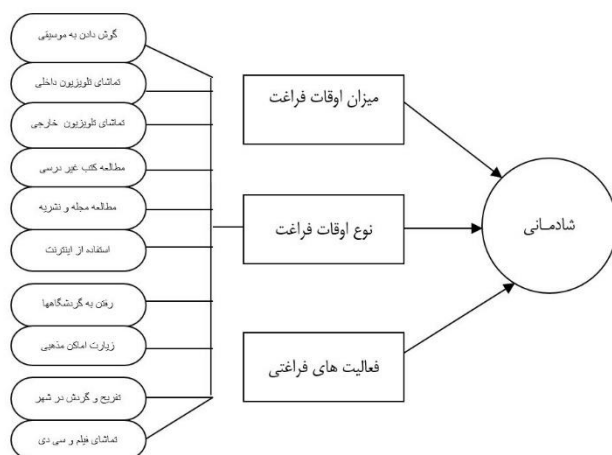 گوش دادن به موسیقی
تماشای تلویزیون داخلی
تماشای تلویزیون خارجی
مطالعه کتب غیر درسی
مطالعه مجله و نشریه
استفاده از اینترنت
رفتن به گردشگاهها
زیارت اماکن مذهبی
تفریح و گردش در شهر
تماشای فیلم و سی دی
میزان اوقات فراغت
نوع اوقات فراغت
فعالیت های فراغتی
شادمـانی